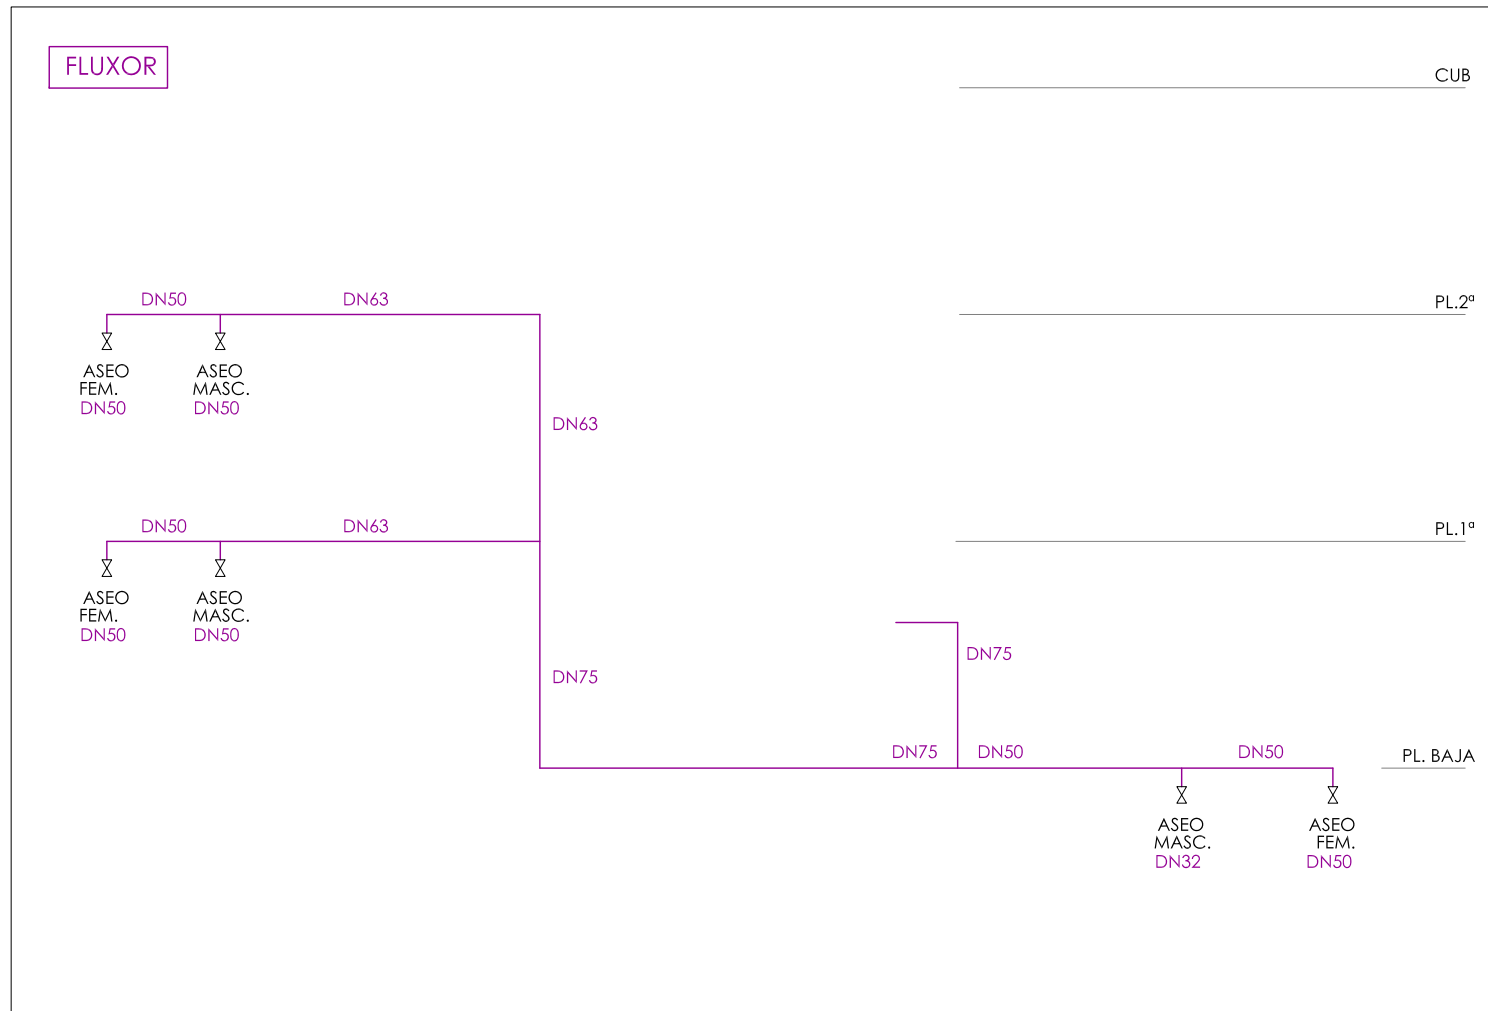 FLUXOR
CUB
DN50
DN63
PL.2ª
ASEO
FEM.
DN50
ASEO
MASC.
DN50
DN63
DN50
DN63
PL.1ª
ASEO
FEM.
DN50
ASEO
MASC.
DN50
DN75
DN75
DN75
DN50
DN50
PL. BAJA
ASEO
MASC.
DN32
ASEO
FEM.
DN50